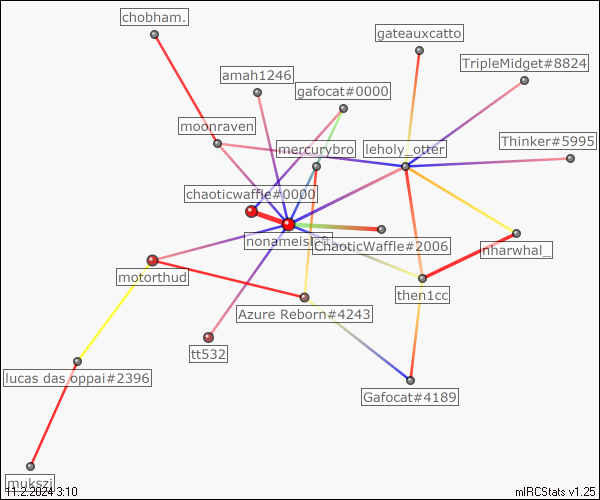 chobham.
gateauxcatto
TripleMidget#8824
amah1246
gafocat#0000
moonraven
mercurybro
leholy_otter
Thinker#5995
chaoticwaffle#0000
ChaoticWaffle#2006
nharwhal_
motorthud
then1cc
Azure Reborn#4243
tt532
lucas das oppai#2396
Gafocat#4189
mukszi
11.2.2024 3:10
mIRCStats v1.25